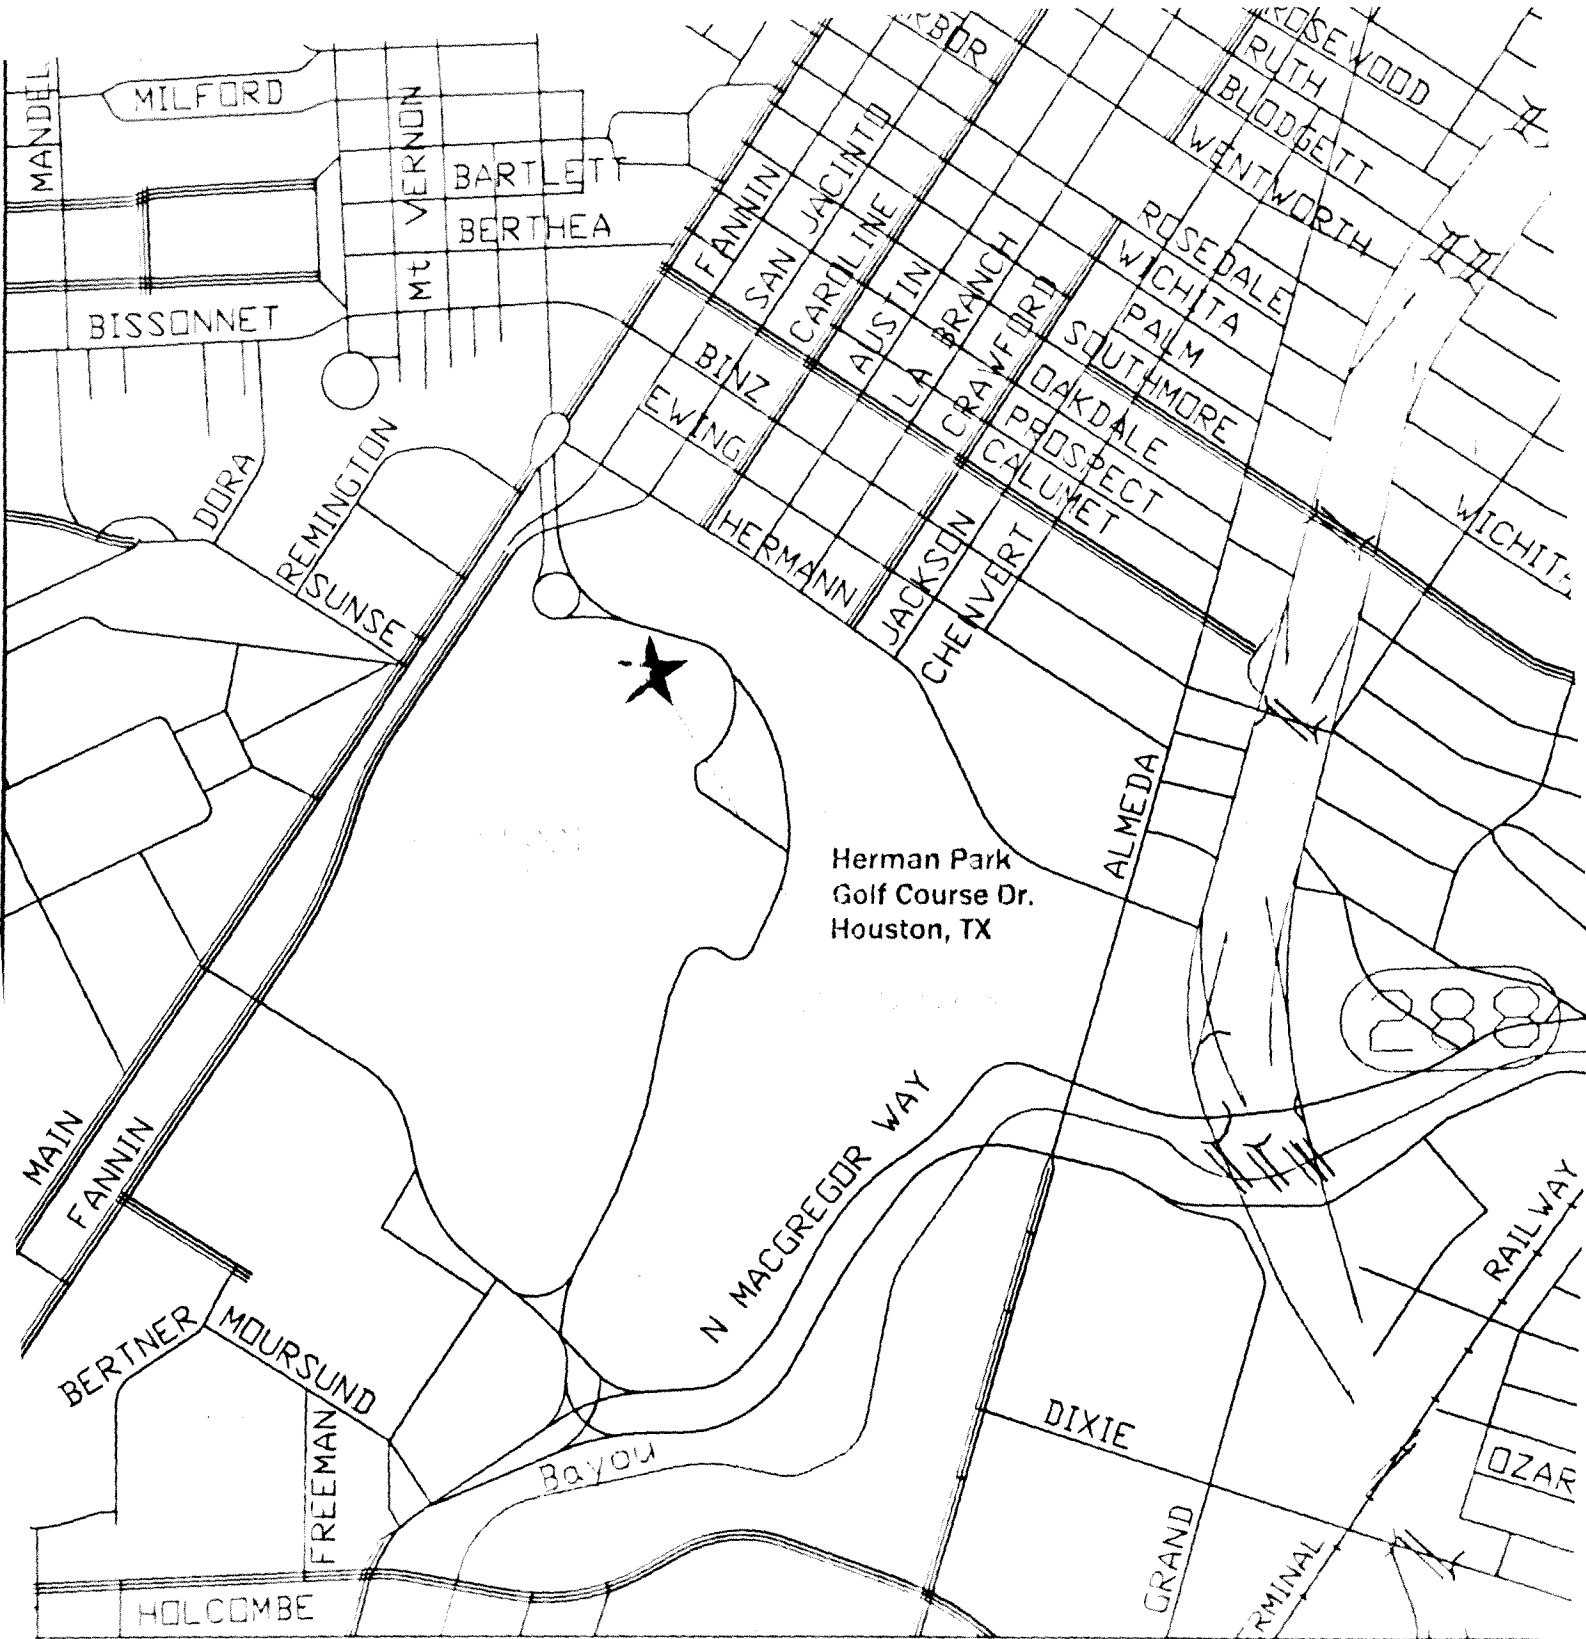 MANDEL
MILFORD
Mt VERNON
BARTLETT
BERTHEA
BISSONNET
DORA
REMINGTON
SUNSE
FANNIN
SAN JACINTO
CAROLINE
AUSTIN
LA BRANCH
CRAWFORD
ROSEWOOD
RUTH
BLODGETT
WENTWORTH
ROSEDALE
WICHITA
PALM
SOUTHMORE
OAKDALE
PROSPECT
CALUMET
BINZ
EWING
HERMANN
JACKSON
CHENVERT
WICHITA
ALMEDA
Herman Park
Golf Course Dr.
Houston, TX
288
MAIN
FANNIN
N MACGREGOR WAY
RAILWAY
BERTNER
MOURSUND
FREEMAN
Bayou
DIXIE
OZAR
GRAND
RMINAL
HOLCOMBE